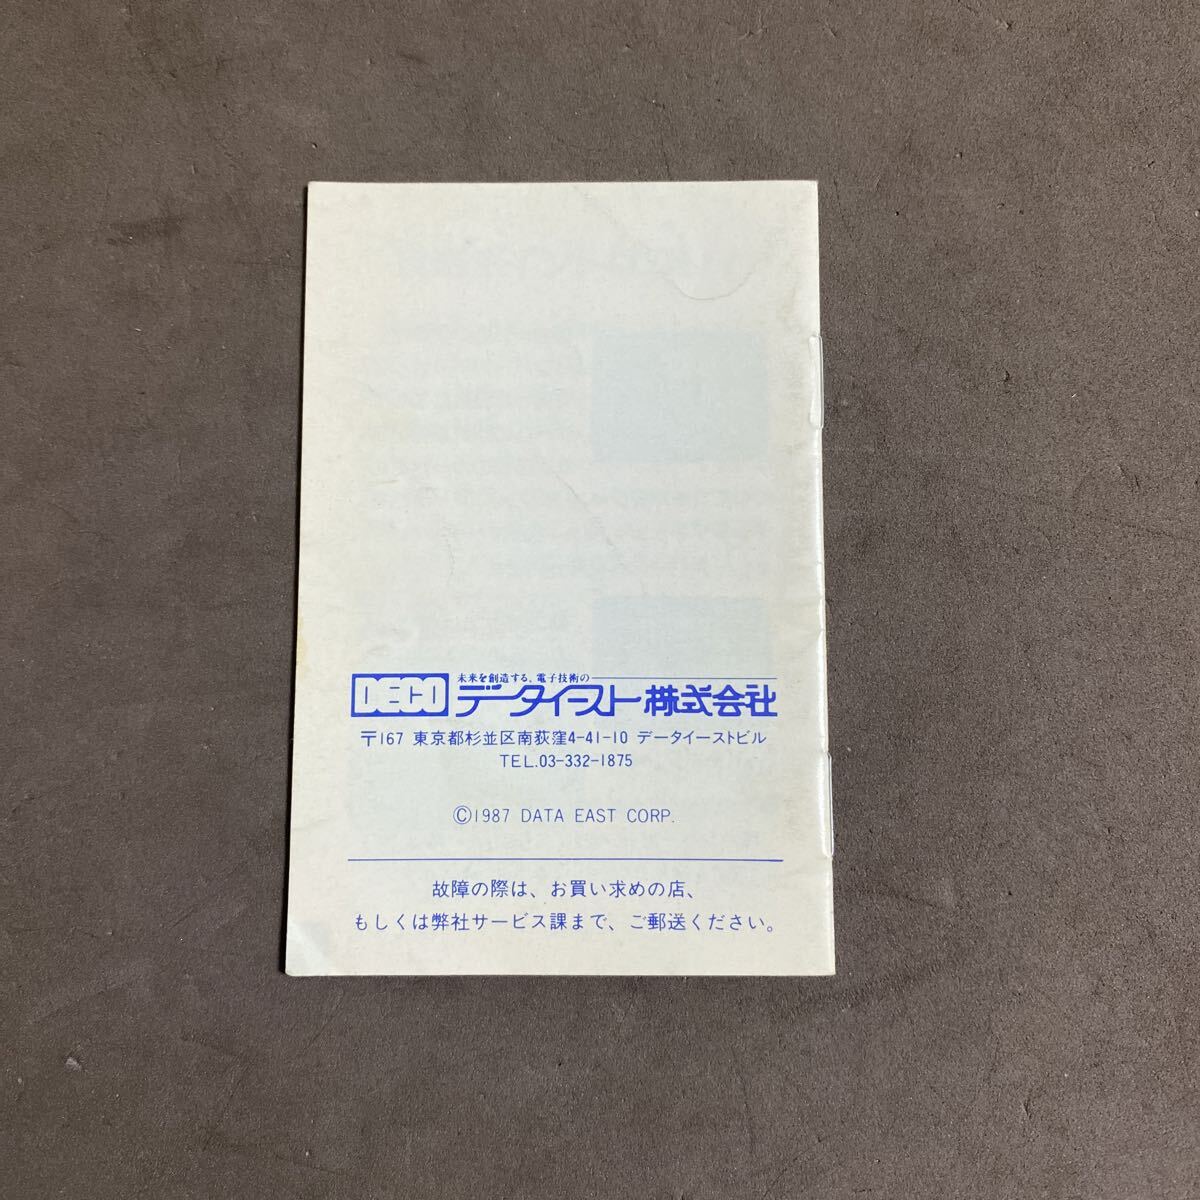 DECO 未来を創造する、電子技術の
データイースト株式会社
〒167 東京都杉並区南荻窪4-41-10 データイーストビル
TEL.03-332-1875
©1987 DATA EAST CORP.
故障の際は、お買い求めの店、
もしくは弊社サービス課まで、ご郵送ください。